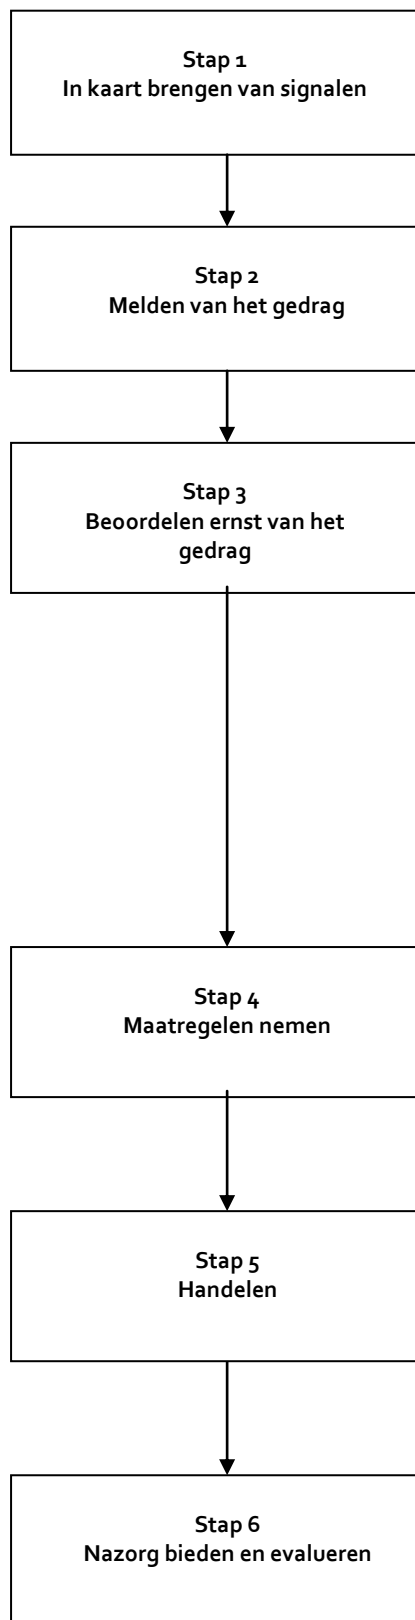 Stap 1
In kaart brengen van signalen
Stap 2
Melden van het gedrag
Stap 3
Beoordelen ernst van het
gedrag
Stap 4
Maatregelen nemen
Stap 5
Handelen
Stap 6
Nazorg bieden en evalueren